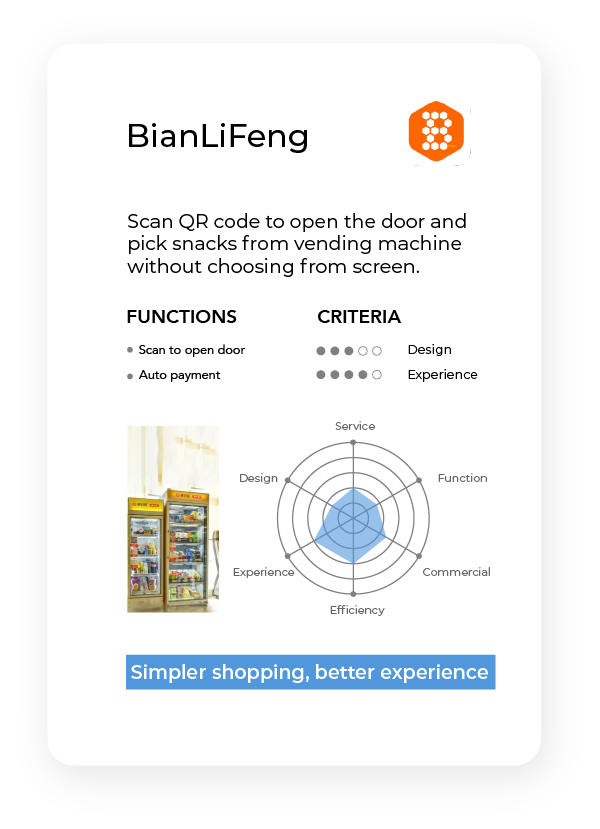 BianLiFeng
Scan QR code to open the door and
pick snacks from vending machine
without choosing from screen.
FUNCTIONS
Scan to open door
Auto payment
CRITERIA
Design
Experience
Service
Design
Function
Experience
Commercial
Efficiency
Simpler shopping, better experience